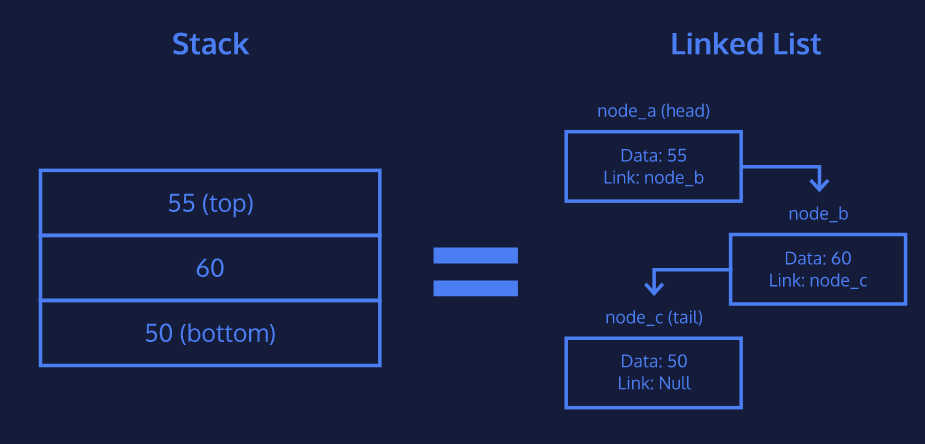 Stack
Linked List
55 (top)
60
50 (bottom)
node_a (head)
Data: 55
Link: node_b
node_b
Data: 60
Link: node_c
node_c (tail)
Data: 50
Link: Null